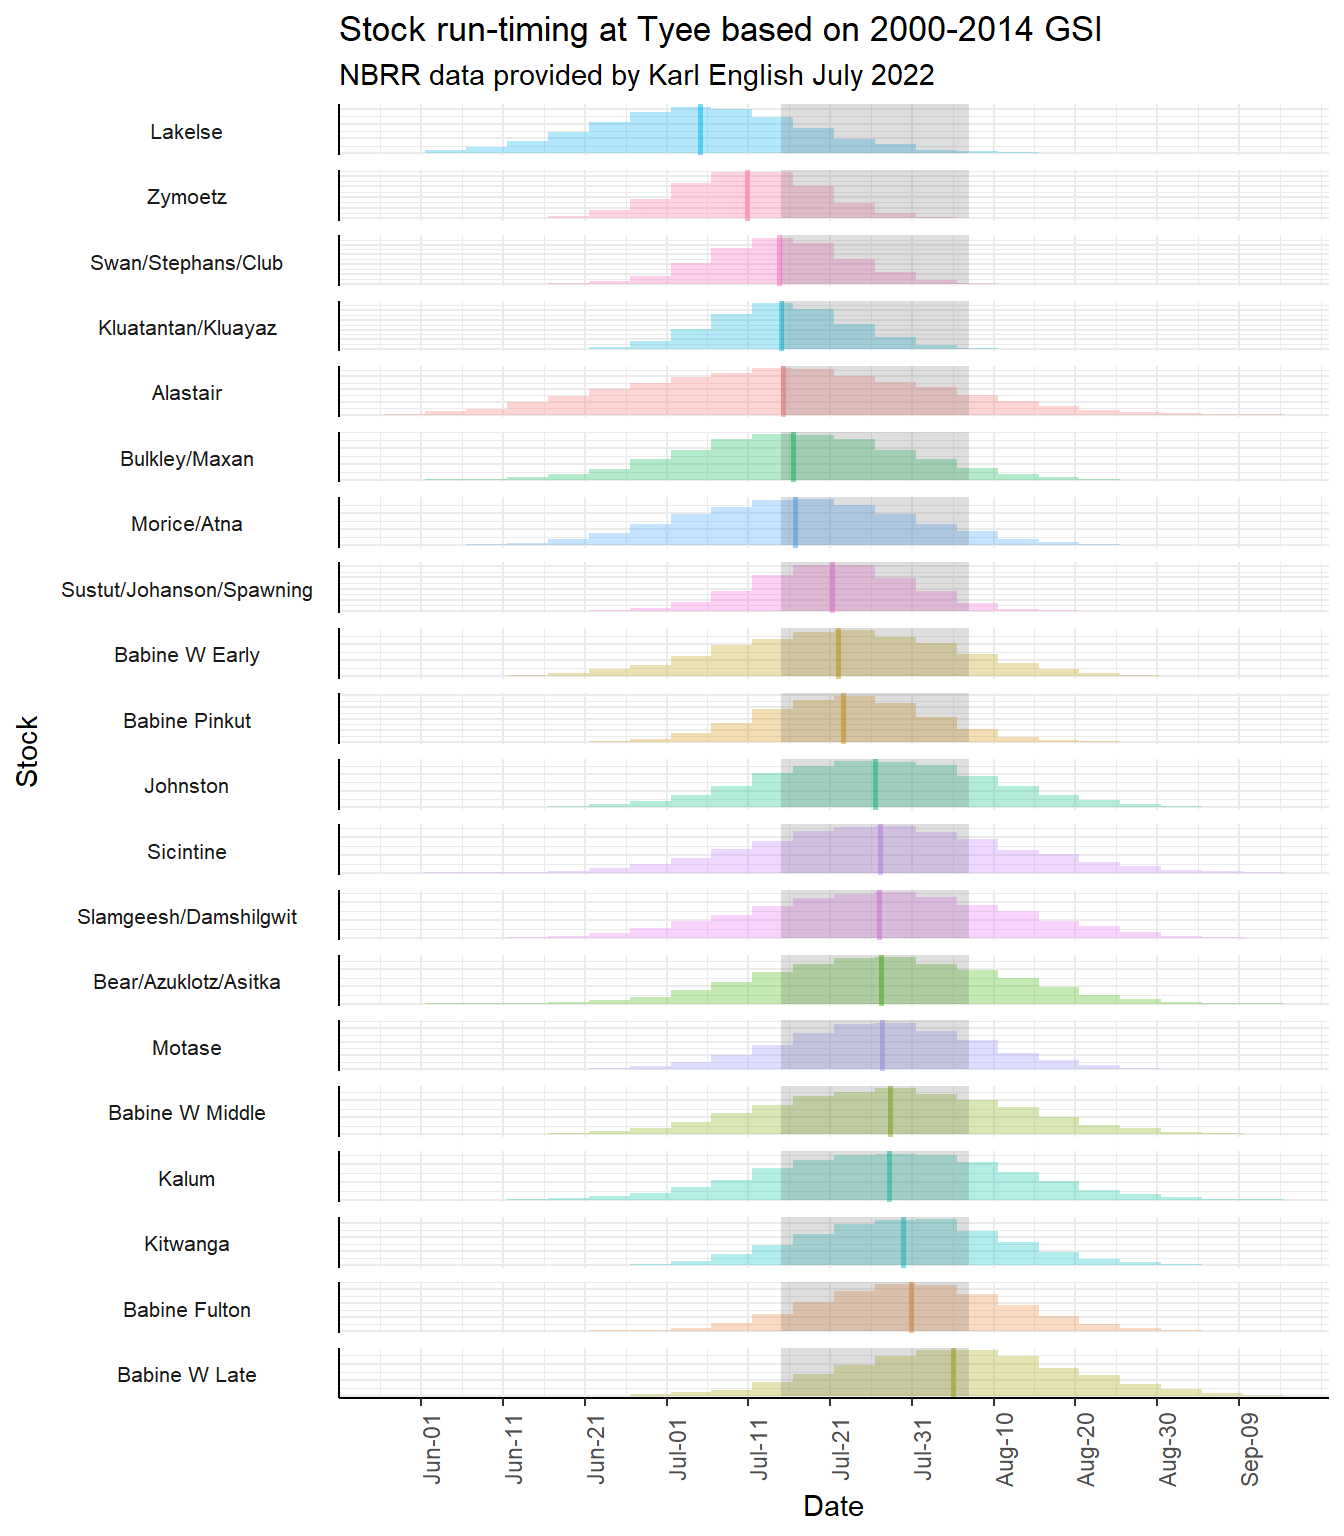 Stock run-timing at Tyee based on 2000-2014 GSI
NBRR data provided by Karl English July 2022
Lakelse
Zymoetz
Swan/Stephans/Club
Kluatantan/Kluayaz
Alastair
Bulkley/Maxan
Morice/Atna
Sustut/Johanson/Spawning
Babine W Early
Babine Pinkut
Stock
Johnston
Sicintine
Slamgeesh/Damshilgwit
Bear/Azuklotz/Asitka
Motase
Babine W Middle
Kalum
Kitwanga
Babine Fulton
Babine W Late
Jun-01
Jun-11
Jun-21
Jul-01
Jul-11
Jul-21
Jul-31
Aug-10
Aug-20
Aug-30
Sep-09
Date